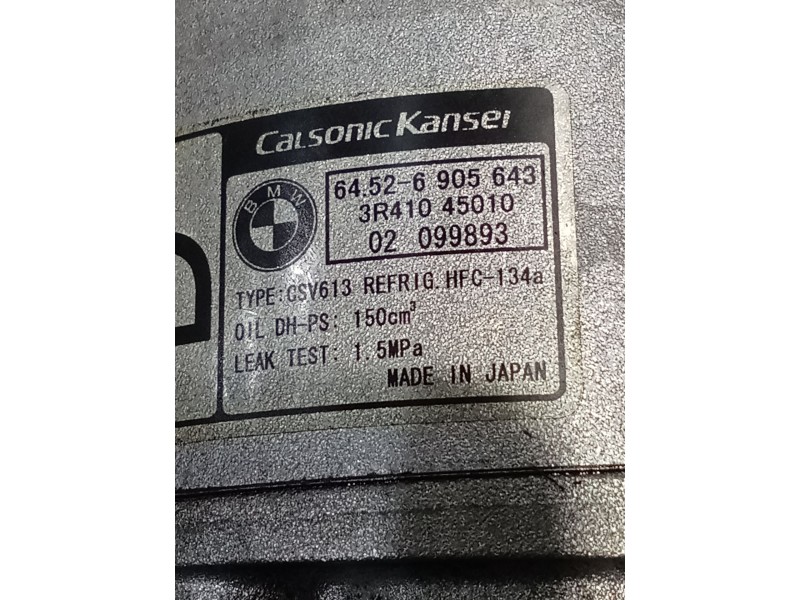 CALSONIC KANSEI
BMW
64.52-6 905 643
3R410 45010
02 099893
TYPE:CSV613 REFRIG.HFC-134a
OIL DH-PS: 150cm³
LEAK TEST: 1.5MPa
MADE IN JAPAN